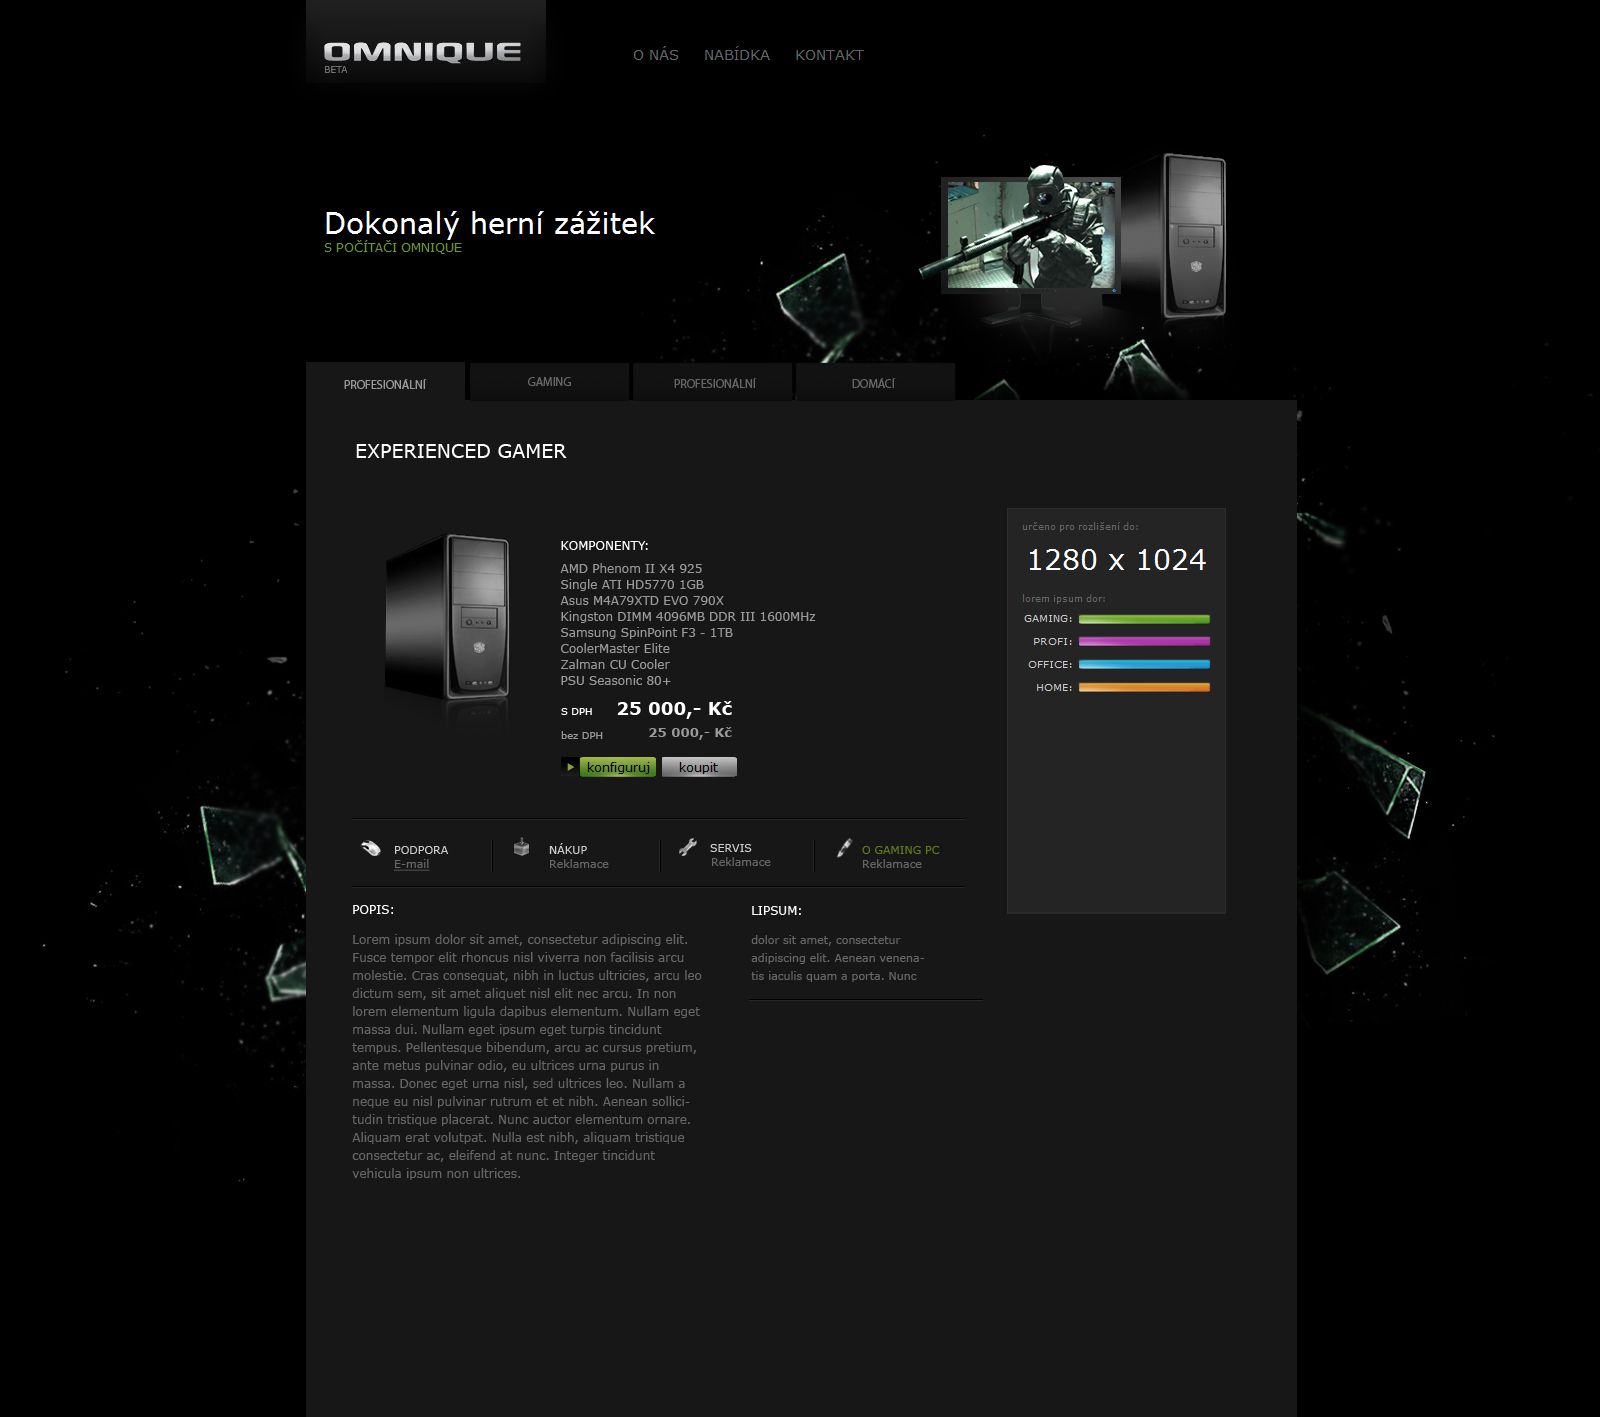 OMNIQUE
BETA
O NÁS NABÍDKA KONTAKT
Dokonalý herní zážitek
S POČÍTAČI OMNIQUE
PROFESIONÁLNÍ GAMING PROFESIONÁLNÍ DOMÁCÍ
EXPERIENCED GAMER
KOMPONENTY:
AMD Phenom II X4 925
Single ATI HD5770 1GB
Asus M4A79XTD EVO 790X
Kingston DIMM 4096MB DDR III 1600MHz
Samsung SpinPoint F3 - 1TB
CoolerMaster Elite
Zalman CU Cooler
PSU Seasonic 80+
S DPH 25 000,- Kč
bez DPH 25 000,- Kč
konfiguruj koupit
určeno pro rozlišení do:
1280 x 1024
lorem ipsum dor:
GAMING:
PROFI:
OFFICE:
HOME:
PODPORA
E-mail
NÁKUP
Reklamace
SERVIS
Reklamace
O GAMING PC
Reklamace
POPIS:
Lorem ipsum dolor sit amet, consectetur adipiscing elit.
Fusce tempor elit rhoncus nisl viverra non facilisis arcu
molestie. Cras consequat, nibh in luctus ultricies, arcu leo
dictum sem, sit amet aliquet nisl elit nec arcu. In non
lorem elementum ligula dapibus elementum. Nullam eget
massa dui. Nullam eget ipsum eget turpis tincidunt
tempus. Pellentesque bibendum, arcu ac cursus pretium,
ante metus pulvinar odio, eu ultrices urna purus in
massa. Donec eget urna nisl, sed ultrices leo. Nullam a
neque eu nisl pulvinar rutrum et et nibh. Aenean sollici-
tudin tristique placerat. Nunc auctor elementum ornare.
Aliquam erat volutpat. Nulla est nibh, aliquam tristique
consectetur ac, eleifend at nunc. Integer tincidunt
vehicula ipsum non ultrices.
LIPSUM:
dolor sit amet, consectetur
adipiscing elit. Aenean venena-
tis iaculis quam a porta. Nunc